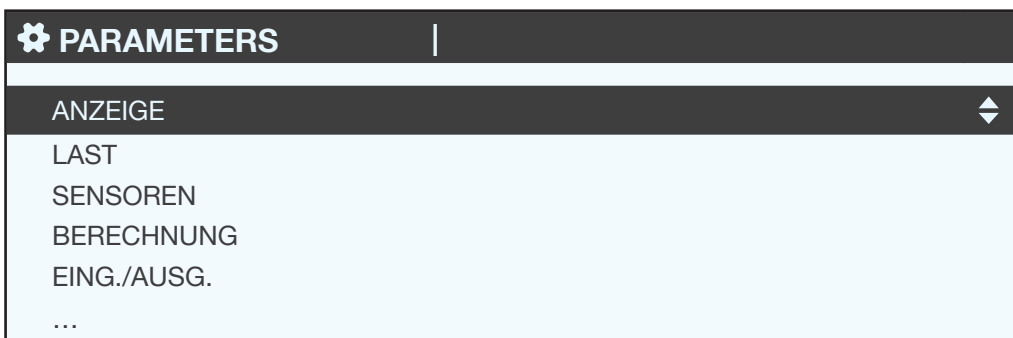 PARAMETERS
ANZEIGE
LAST
SENSOREN
BERECHNUNG
EING./AUSG.
…